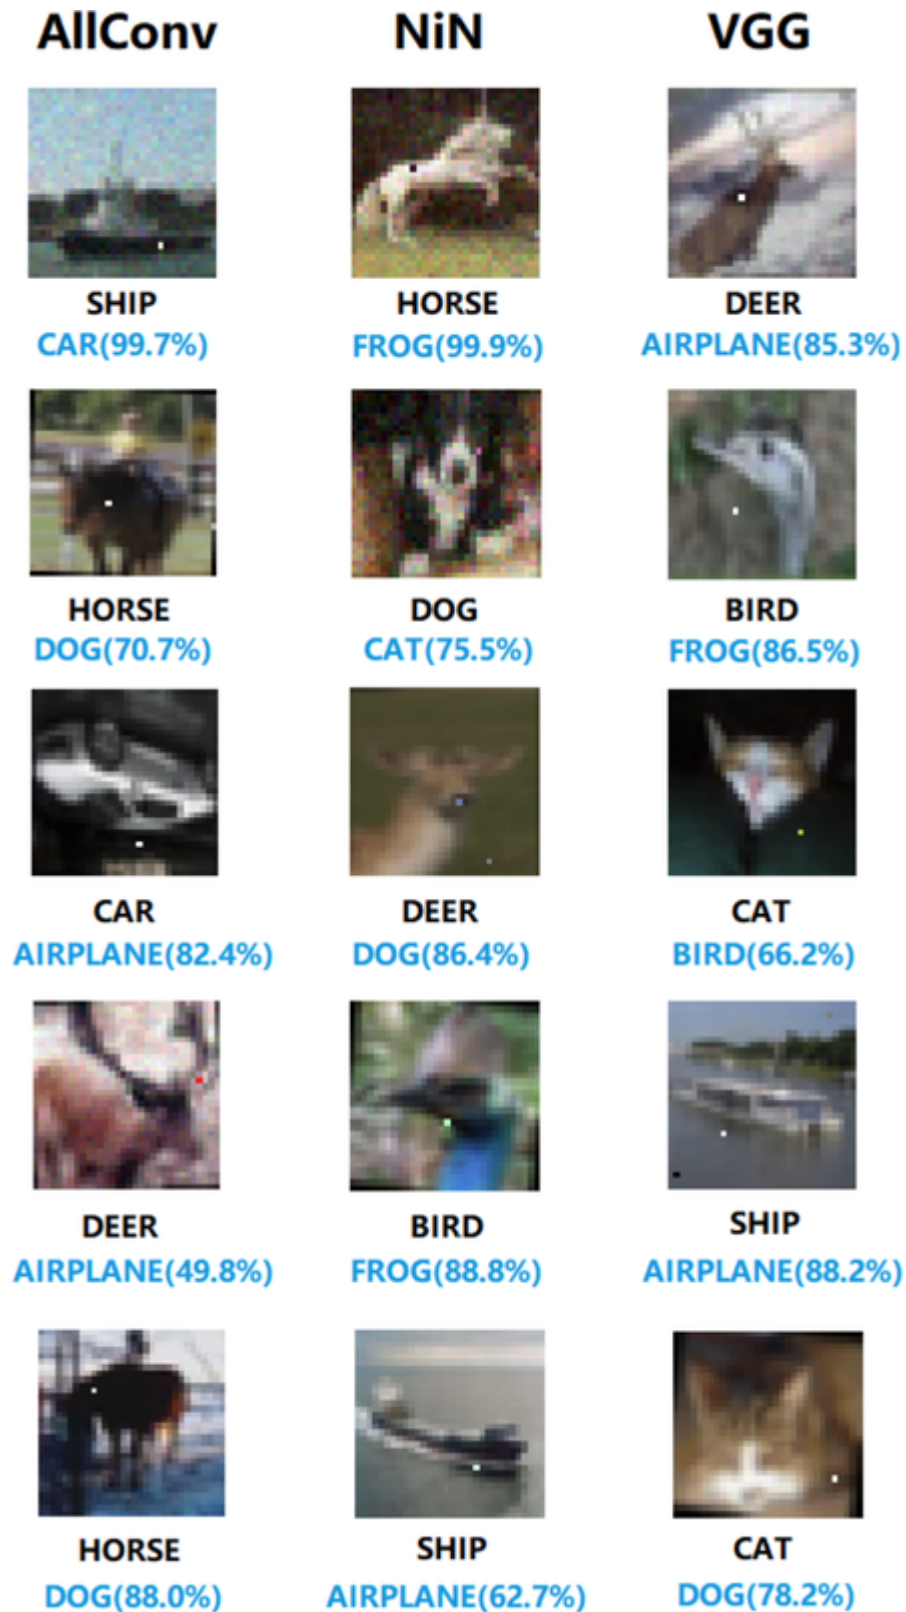 AllConv NiN VGG
SHIP HORSE DEER
CAR(99.7%) FROG(99.9%) AIRPLANE(85.3%)
HORSE DOG BIRD
DOG(70.7%) CAT(75.5%) FROG(86.5%)
CAR DEER CAT
AIRPLANE(82.4%) DOG(86.4%) BIRD(66.2%)
DEER BIRD SHIP
AIRPLANE(49.8%) FROG(88.8%) AIRPLANE(88.2%)
HORSE SHIP CAT
DOG(88.0%) AIRPLANE(62.7%) DOG(78.2%)